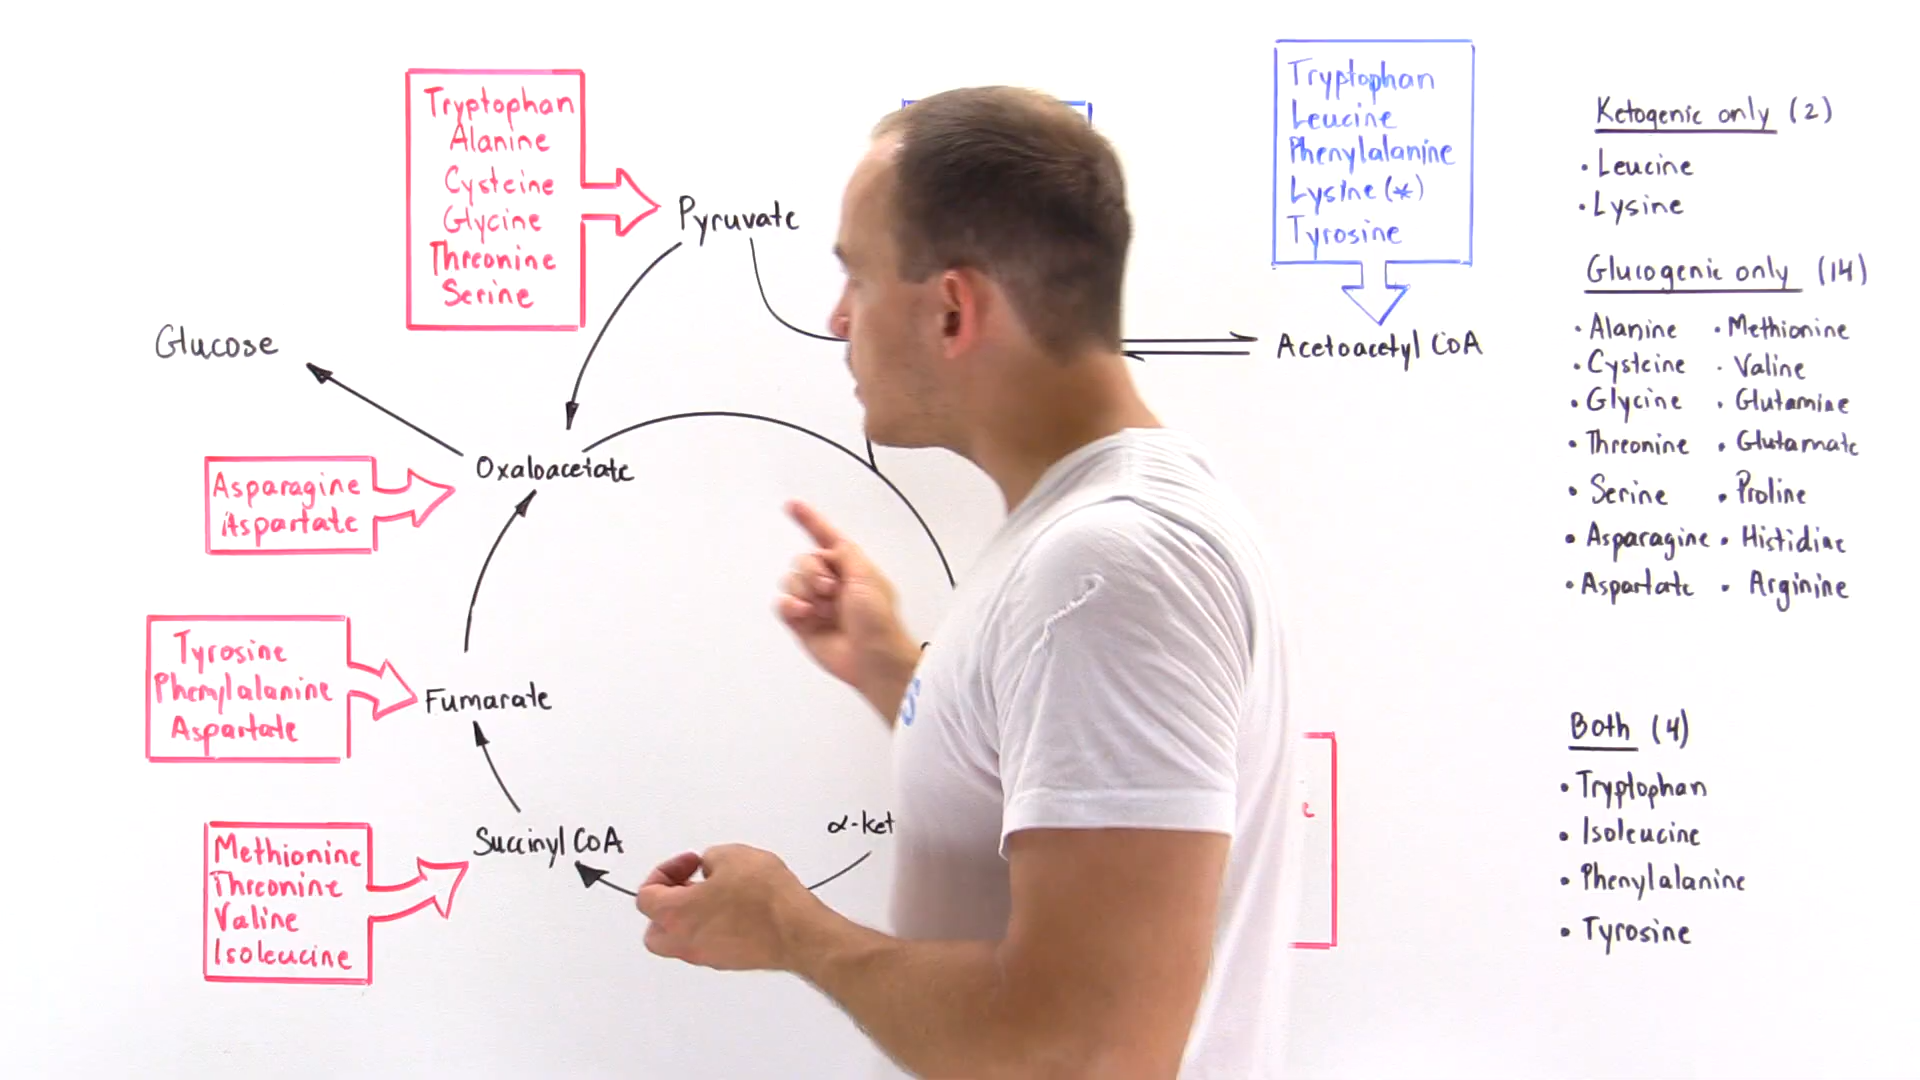 Tryptophan
Alanine
Cysteine
Glycine
Threonine
Serine
Pyruvate
Glucose
Oxaloacetate
Asparagine
Aspartate
Tyrosine
Phenylalanine
Aspartate
Fumarate
Methionine
Threonine
Valine
Isoleucine
Succinyl CoA
α-ket
Tryptophan
Leucine
Phenylalanine
Lysine (*)
Tyrosine
Acetoacetyl CoA
Ketogenic only (2)
• Leucine
• Lysine
Glucogenic only (14)
• Alanine • Methionine
• Cysteine • Valine
• Glycine • Glutamine
• Threonine • Glutamate
• Serine • Proline
• Asparagine • Histidine
• Aspartate • Arginine
Both (4)
• Tryptophan
• Isoleucine
• Phenylalanine
• Tyrosine